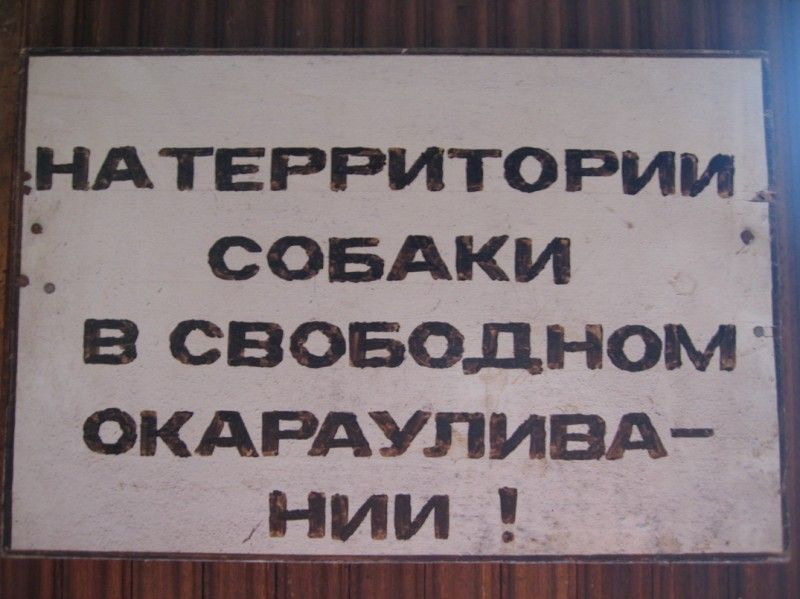 НА ТЕРРИТОРИИ
СОБАКИ
В СВОБОДНОМ
ОКАРАУЛИВА-
НИИ !